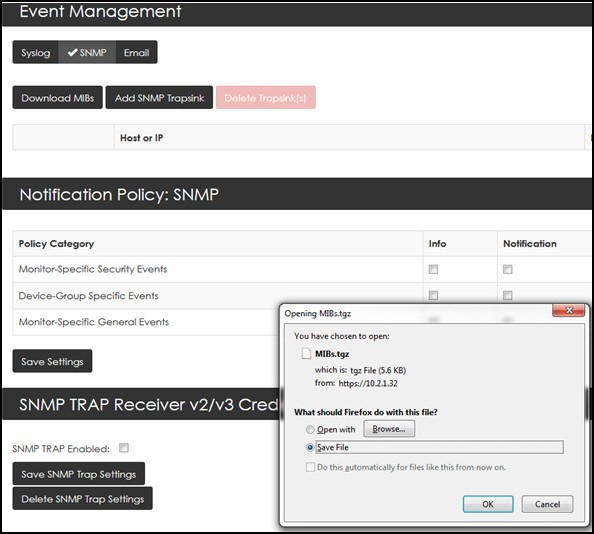 Event Management
Syslog ✔ SNMP Email
Download MIBs Add SNMP Trapsink Delete Trapsink(s)
Host or IP
Notification Policy: SNMP
Policy Category Info Notification
Monitor-Specific Security Events
Device-Group Specific Events
Monitor-Specific General Events
Save Settings
SNMP TRAP Receiver v2/v3 Cred
SNMP TRAP Enabled:
Save SNMP Trap Settings
Delete SNMP Trap Settings
Opening MIBs.tgz
You have chosen to open:
MIBs.tgz
which is: tgz File (5.6 KB)
from: https://10.2.1.32
What should Firefox do with this file?
Open with Browse...
Save File
Do this automatically for files like this from now on.
OK Cancel